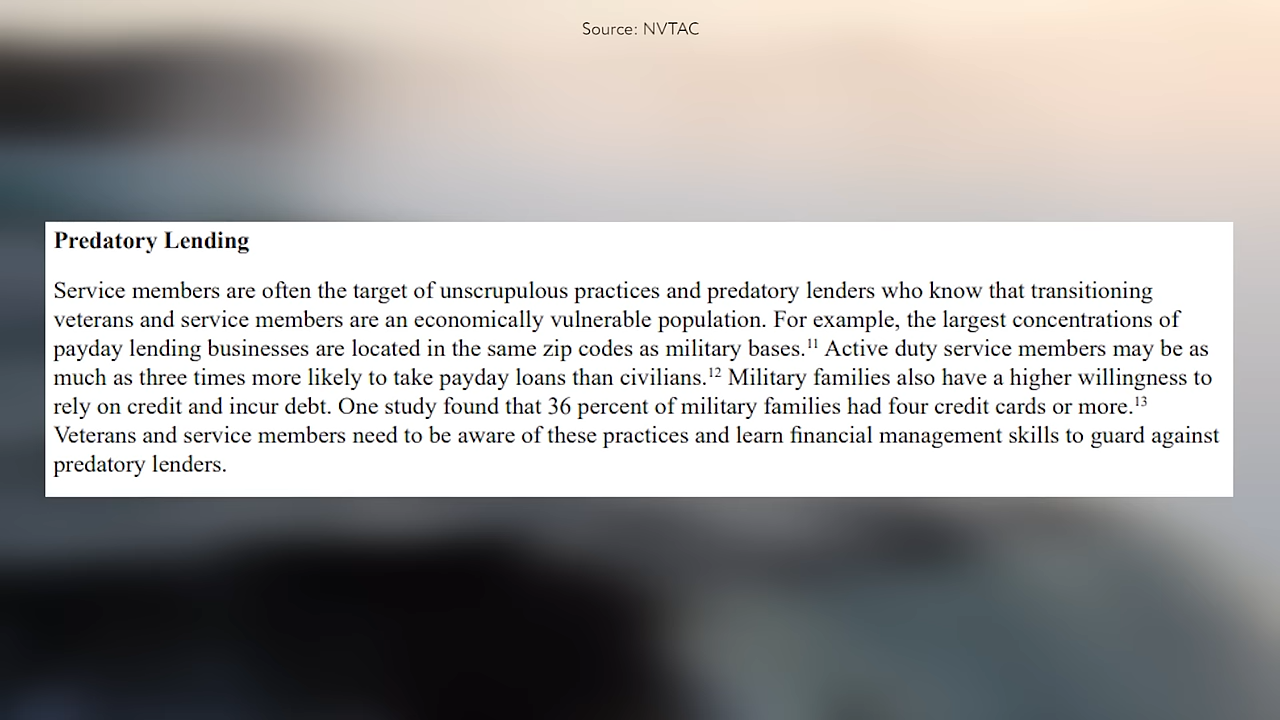 Source: NVTAC
Predatory Lending
Service members are often the target of unscrupulous practices and predatory lenders who know that transitioning
veterans and service members are an economically vulnerable population. For example, the largest concentrations of
payday lending businesses are located in the same zip codes as military bases.¹¹ Active duty service members may be as
much as three times more likely to take payday loans than civilians.¹² Military families also have a higher willingness to
rely on credit and incur debt. One study found that 36 percent of military families had four credit cards or more.¹³
Veterans and service members need to be aware of these practices and learn financial management skills to guard against
predatory lenders.